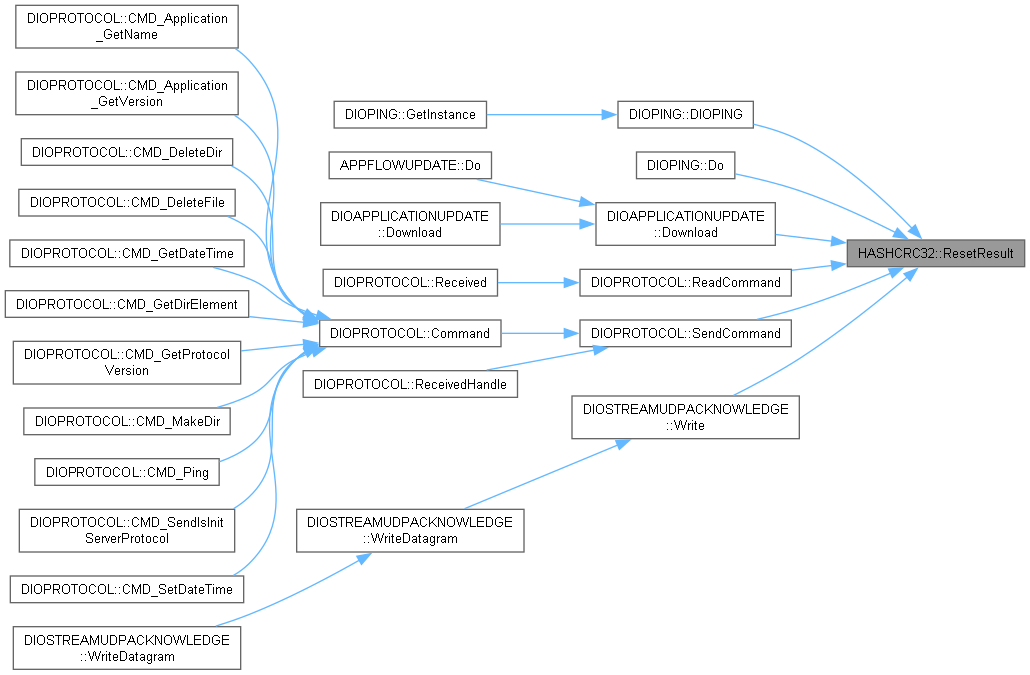 DIOPROTOCOL::CMD_Application
_GetName
DIOPROTOCOL::CMD_Application
_GetVersion
DIOPROTOCOL::CMD_DeleteDir
DIOPROTOCOL::CMD_DeleteFile
DIOPROTOCOL::CMD_GetDateTime
DIOPROTOCOL::CMD_GetDirElement
DIOPROTOCOL::CMD_GetProtocol
Version
DIOPROTOCOL::CMD_MakeDir
DIOPROTOCOL::CMD_Ping
DIOPROTOCOL::CMD_SendIsInit
ServerProtocol
DIOPROTOCOL::CMD_SetDateTime
DIOSTREAMUDPACKNOWLEDGE
::WriteDatagram
DIOPING::GetInstance
APPFLOWUPDATE::Do
DIOAPPLICATIONUPDATE
::Download
DIOPROTOCOL::Received
DIOPROTOCOL::Command
DIOPROTOCOL::ReceivedHandle
DIOSTREAMUDPACKNOWLEDGE
::WriteDatagram
DIOPING::DIOPING
DIOPING::Do
DIOAPPLICATIONUPDATE
::Download
DIOPROTOCOL::ReadCommand
DIOPROTOCOL::SendCommand
DIOSTREAMUDPACKNOWLEDGE
::Write
HASHCRC32::ResetResult